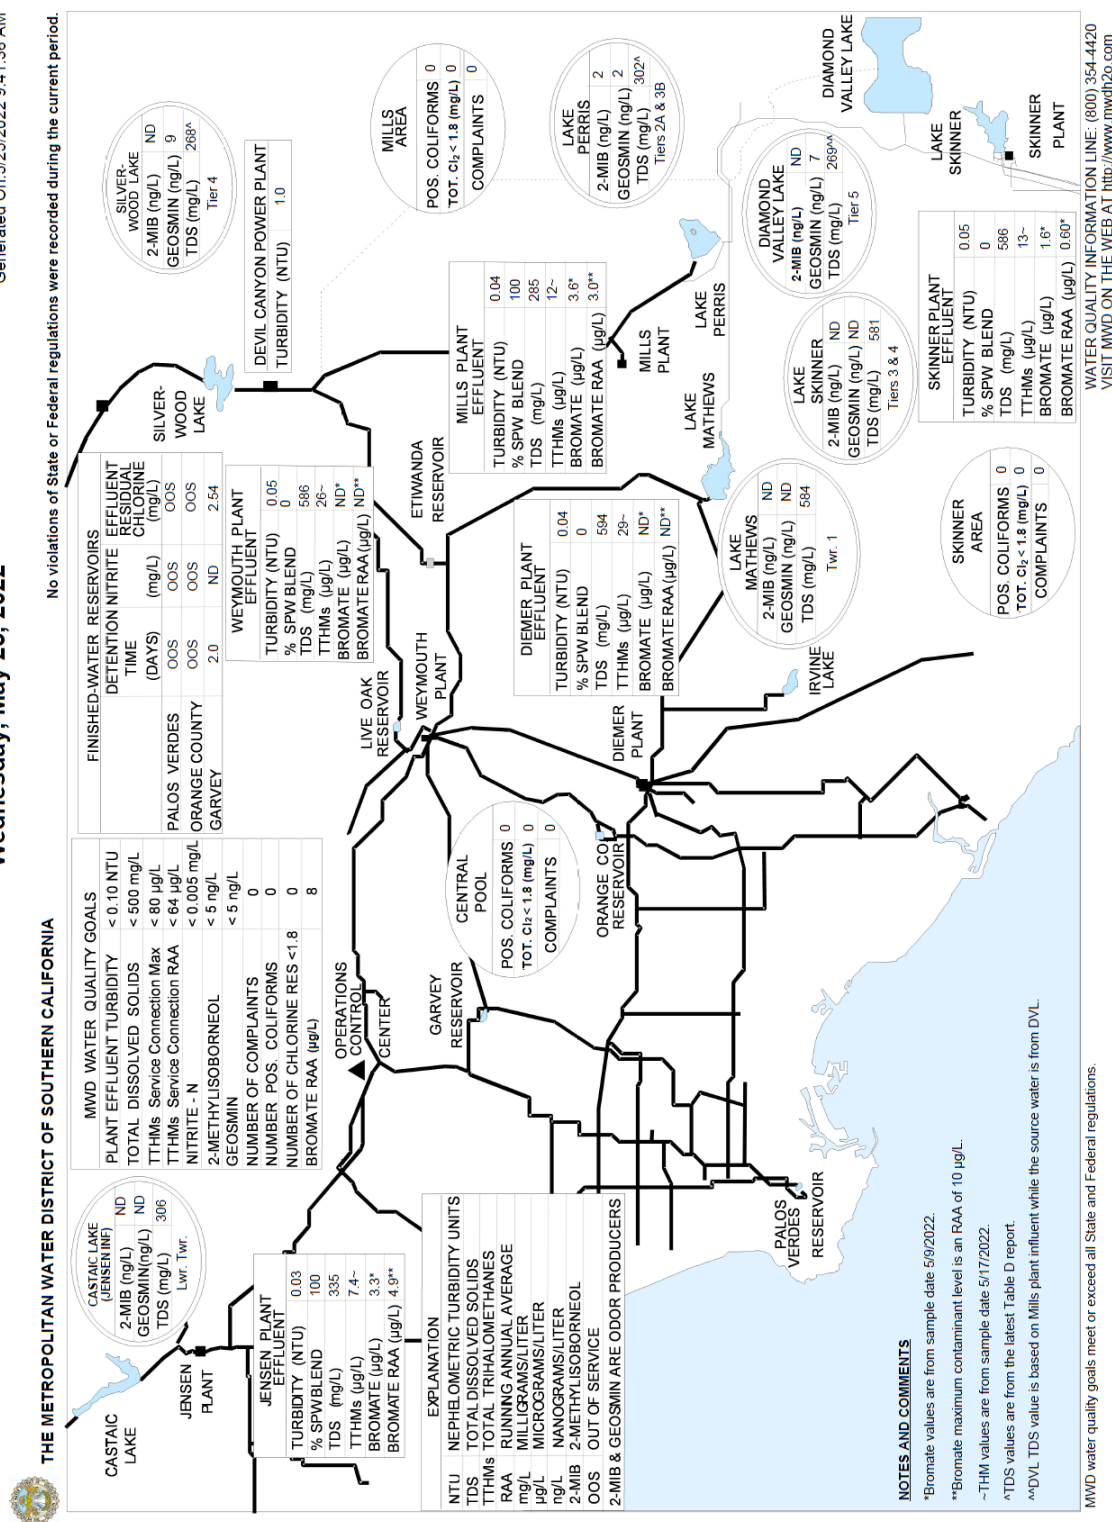 Generated On:5/25/2022 9:41:36 AM
Wednesday, May 25, 2022
THE METROPOLITAN WATER DISTRICT OF SOUTHERN CALIFORNIA
No violations of State or Federal regulations were recorded during the current period.
CASTAIC LAKE
(JENSEN INF)
2-MIB (ng/L) ND
GEOSMIN(ng/L) ND
TDS (mg/L) 306
Lwr. Twr.
MWD WATER QUALITY GOALS
PLANT EFFLUENT TURBIDITY < 0.10 NTU
TOTAL DISSOLVED SOLIDS < 500 mg/L
TTHMs Service Connection Max < 80 µg/L
TTHMs Service Connection RAA < 64 µg/L
NITRITE - N < 0.005 mg/L
2-METHYLISOBORNEOL < 5 ng/L
GEOSMIN < 5 ng/L
NUMBER OF COMPLAINTS 0
NUMBER POS. COLIFORMS 0
NUMBER OF CHLORINE RES <1.8 0
BROMATE RAA (µg/L) 8
FINISHED-WATER RESERVOIRS
DETENTION TIME (DAYS) NITRITE (mg/L) EFFLUENT RESIDUAL CHLORINE (mg/L)
PALOS VERDES OOS OOS OOS
ORANGE COUNTY OOS OOS OOS
GARVEY 2.0 ND 2.54
SILVER-
WOOD LAKE
2-MIB (ng/L) ND
GEOSMIN (ng/L) 9
TDS (mg/L) 268^
Tier 4
SILVER-
WOOD
LAKE
DEVIL CANYON POWER PLANT
TURBIDITY (NTU) 1.0
WEYMOUTH PLANT
EFFLUENT
TURBIDITY (NTU) 0.05
% SPW BLEND 0
TDS (mg/L) 586
TTHMs (µg/L) 26~
BROMATE (µg/L) ND*
BROMATE RAA (µg/L) ND**
MILLS
AREA
POS. COLIFORMS 0
TOT. Cl2 < 1.8 (mg/L) 0
COMPLAINTS 0
CASTAIC
LAKE
JENSEN
PLANT
JENSEN PLANT
EFFLUENT
TURBIDITY (NTU) 0.03
% SPWBLEND 100
TDS (mg/L) 335
TTHMs (µg/L) 7.4~
BROMATE (µg/L) 3.3*
BROMATE RAA (µg/L) 4.9**
OPERATIONS
CONTROL
CENTER
LIVE OAK
RESERVOIR
WEYMOUTH
PLANT
ETIWANDA
RESERVOIR
MILLS PLANT
EFFLUENT
TURBIDITY (NTU) 0.04
% SPW BLEND 100
TDS (mg/L) 285
TTHMs (µg/L) 12~
BROMATE (µg/L) 3.6*
BROMATE RAA (µg/L) 3.0**
LAKE
PERRIS
2-MIB (ng/L) 2
GEOSMIN (ng/L) 2
TDS (mg/L) 302^
Tiers 2A & 3B
EXPLANATION
NTU NEPHELOMETRIC TURBIDITY UNITS
TDS TOTAL DISSOLVED SOLIDS
TTHMs TOTAL TRIHALOMETHANES
RAA RUNNING ANNUAL AVERAGE
mg/L MILLIGRAMS/LITER
µg/L MICROGRAMS/LITER
ng/L NANOGRAMS/LITER
2-MIB 2-METHYLISOBORNEOL
OOS OUT OF SERVICE
2-MIB & GEOSMIN ARE ODOR PRODUCERS
GARVEY
RESERVOIR
CENTRAL
POOL
POS. COLIFORMS 0
TOT. Cl2 < 1.8 (mg/L) 0
COMPLAINTS 0
DIEMER PLANT
EFFLUENT
TURBIDITY (NTU) 0.04
% SPW BLEND 0
TDS (mg/L) 594
TTHMs (µg/L) 29~
BROMATE (µg/L) ND*
BROMATE RAA (µg/L) ND**
ORANGE CO.
RESERVOIR
DIEMER
PLANT
MILLS
PLANT
LAKE
PERRIS
LAKE
MATHEWS
LAKE
MATHEWS
2-MIB (ng/L) ND
GEOSMIN (ng/L) ND
TDS (mg/L) 584
Twr. 1
DIAMOND
VALLEY LAKE
2-MIB (ng/L) ND
GEOSMIN (ng/L) 7
TDS (mg/L) 269^^
Tier 5
DIAMOND
VALLEY LAKE
PALOS
VERDES
RESERVOIR
IRVINE
LAKE
LAKE
SKINNER
2-MIB (ng/L) ND
GEOSMIN (ng/L) ND
TDS (mg/L) 581
Tiers 3 & 4
LAKE
SKINNER
SKINNER
PLANT
SKINNER PLANT
EFFLUENT
TURBIDITY (NTU) 0.05
% SPW BLEND 0
TDS (mg/L) 586
TTHMs (µg/L) 13~
BROMATE (µg/L) 1.6*
BROMATE RAA (µg/L) 0.60*
SKINNER
AREA
POS. COLIFORMS 0
TOT. Cl2 < 1.8 (mg/L) 0
COMPLAINTS 0
NOTES AND COMMENTS
*Bromate values are from sample date 5/9/2022.
**Bromate maximum contaminant level is an RAA of 10 µg/L.
~THM values are from sample date 5/17/2022.
^TDS values are from the latest Table D report.
^^DVL TDS value is based on Mills plant influent while the source water is from DVL.
MWD water quality goals meet or exceed all State and Federal regulations.
WATER QUALITY INFORMATION LINE: (800) 354-4420
VISIT MWD ON THE WEB AT http://www.mwdh2o.com